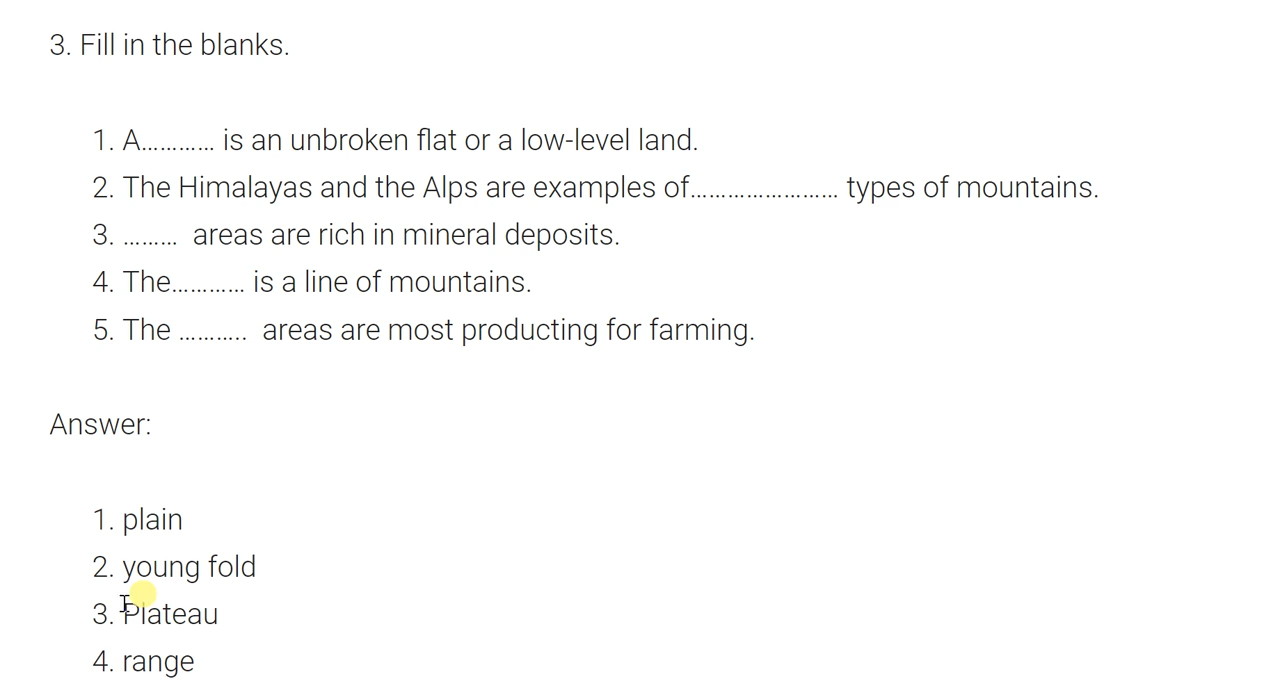 3. Fill in the blanks.
1. A………… is an unbroken flat or a low-level land.
2. The Himalayas and the Alps are examples of…………………… types of mountains.
3. ……… areas are rich in mineral deposits.
4. The………… is a line of mountains.
5. The ……….. areas are most producting for farming.
Answer:
1. plain
2. young fold
3. Plateau
4. range